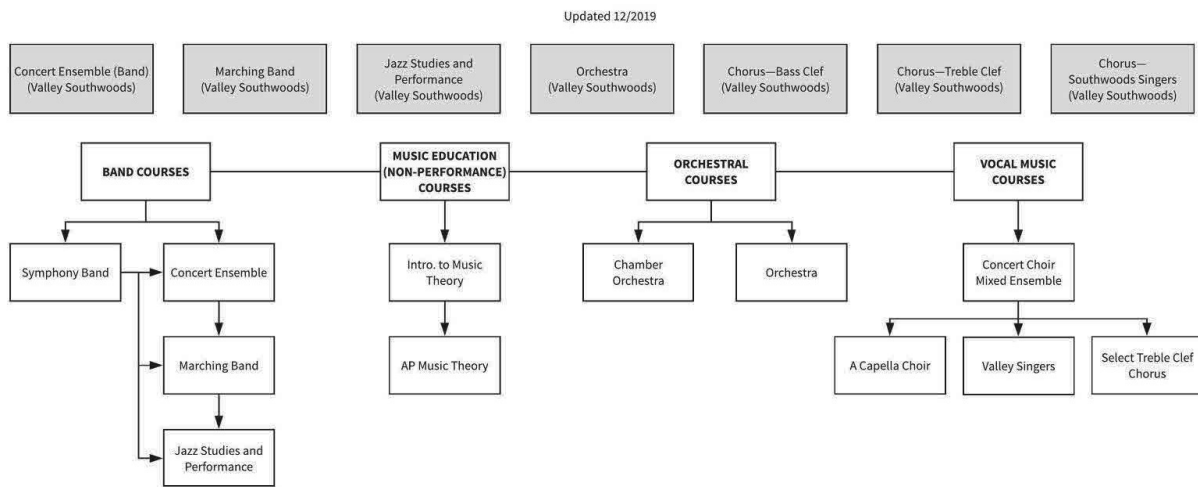 Updated 12/2019
Concert Ensemble (Band)
(Valley Southwoods)
Marching Band
(Valley Southwoods)
Jazz Studies and
Performance
(Valley Southwoods)
Orchestra
(Valley Southwoods)
Chorus—Bass Clef
(Valley Southwoods)
Chorus—Treble Clef
(Valley Southwoods)
Chorus—
Southwoods Singers
(Valley Southwoods)
BAND COURSES
MUSIC EDUCATION
(NON-PERFORMANCE)
COURSES
ORCHESTRAL
COURSES
VOCAL MUSIC
COURSES
Symphony Band
Concert Ensemble
Intro. to Music
Theory
Chamber
Orchestra
Orchestra
Concert Choir
Mixed Ensemble
Marching Band
AP Music Theory
A Capella Choir
Valley Singers
Select Treble Clef
Chorus
Jazz Studies and
Performance